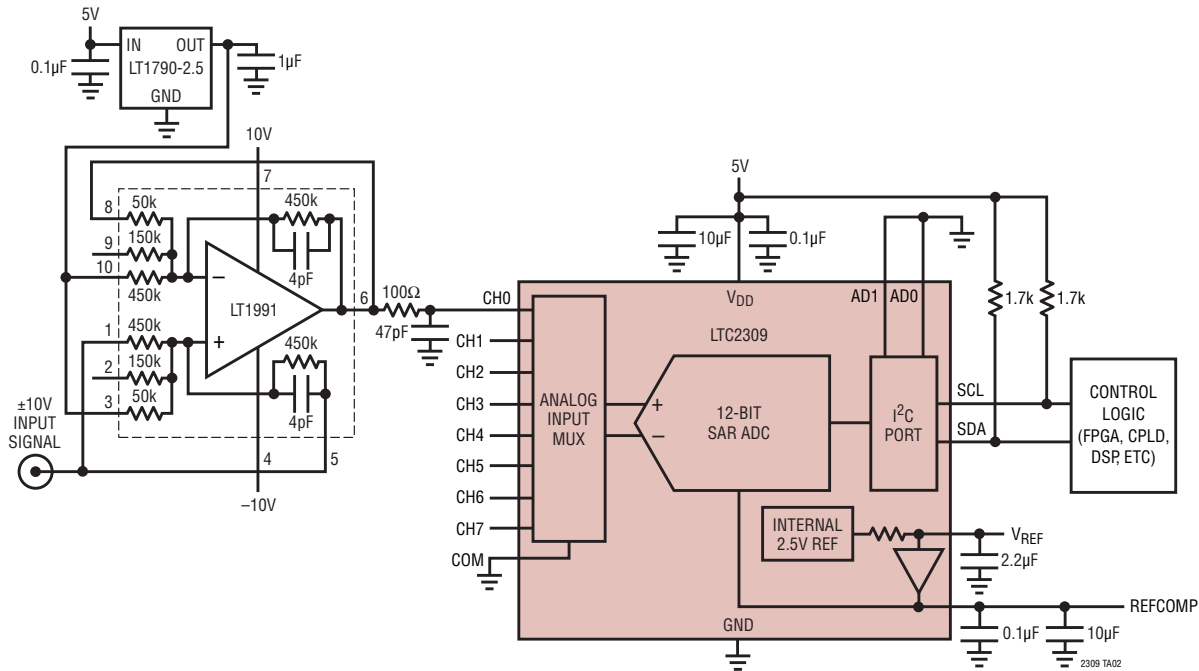 5V
IN OUT
LT1790-2.5
GND
0.1µF
1µF
10V
7
8
50k
450k
9
150k
10
450k
4pF
LT1991
6
100Ω
47pF
1
450k
2
150k
3
50k
450k
4pF
5
4
–10V
±10V
INPUT
SIGNAL
5V
10µF
0.1µF
VDD
AD1 AD0
1.7k
1.7k
LTC2309
CH0
CH1
CH2
CH3
CH4
CH5
CH6
CH7
COM
ANALOG
INPUT
MUX
+
–
12-BIT
SAR ADC
I2C
PORT
SCL
SDA
CONTROL
LOGIC
(FPGA, CPLD,
DSP, ETC)
INTERNAL
2.5V REF
VREF
2.2µF
REFCOMP
GND
0.1µF
10µF
2309 TA02